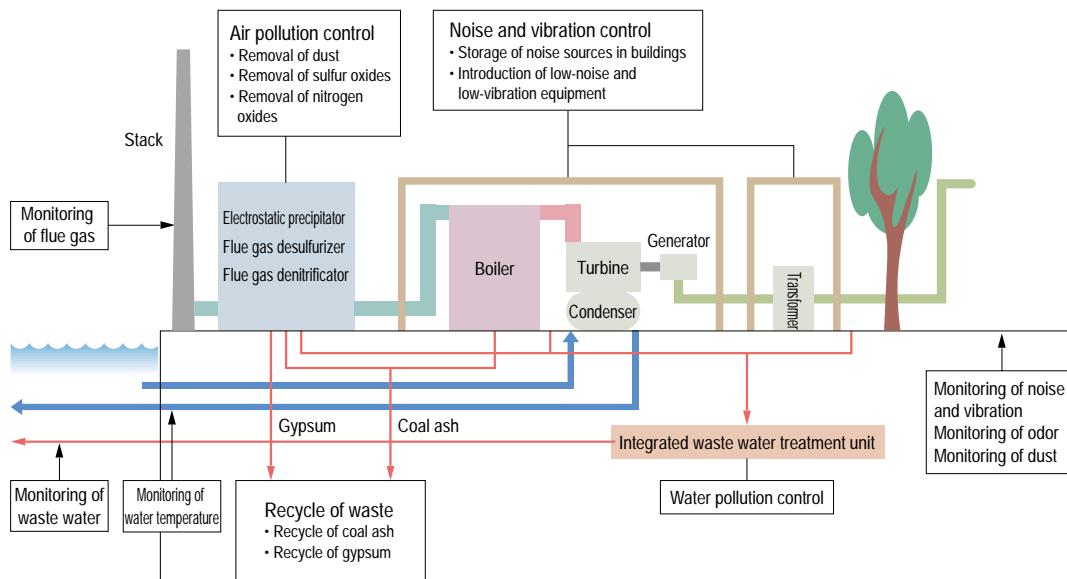 Air pollution control
• Removal of dust
• Removal of sulfur oxides
• Removal of nitrogen
oxides
Noise and vibration control
• Storage of noise sources in buildings
• Introduction of low-noise and
low-vibration equipment
Stack
Monitoring
of flue gas
Electrostatic precipitator
Flue gas desulfurizer
Flue gas denitrificator
Boiler
Turbine
Condenser
Generator
Transformer
Gypsum
Coal ash
Integrated waste water treatment unit
Monitoring of noise
and vibration
Monitoring of odor
Monitoring of dust
Monitoring of
waste water
Monitoring of
water temperature
Recycle of waste
• Recycle of coal ash
• Recycle of gypsum
Water pollution control